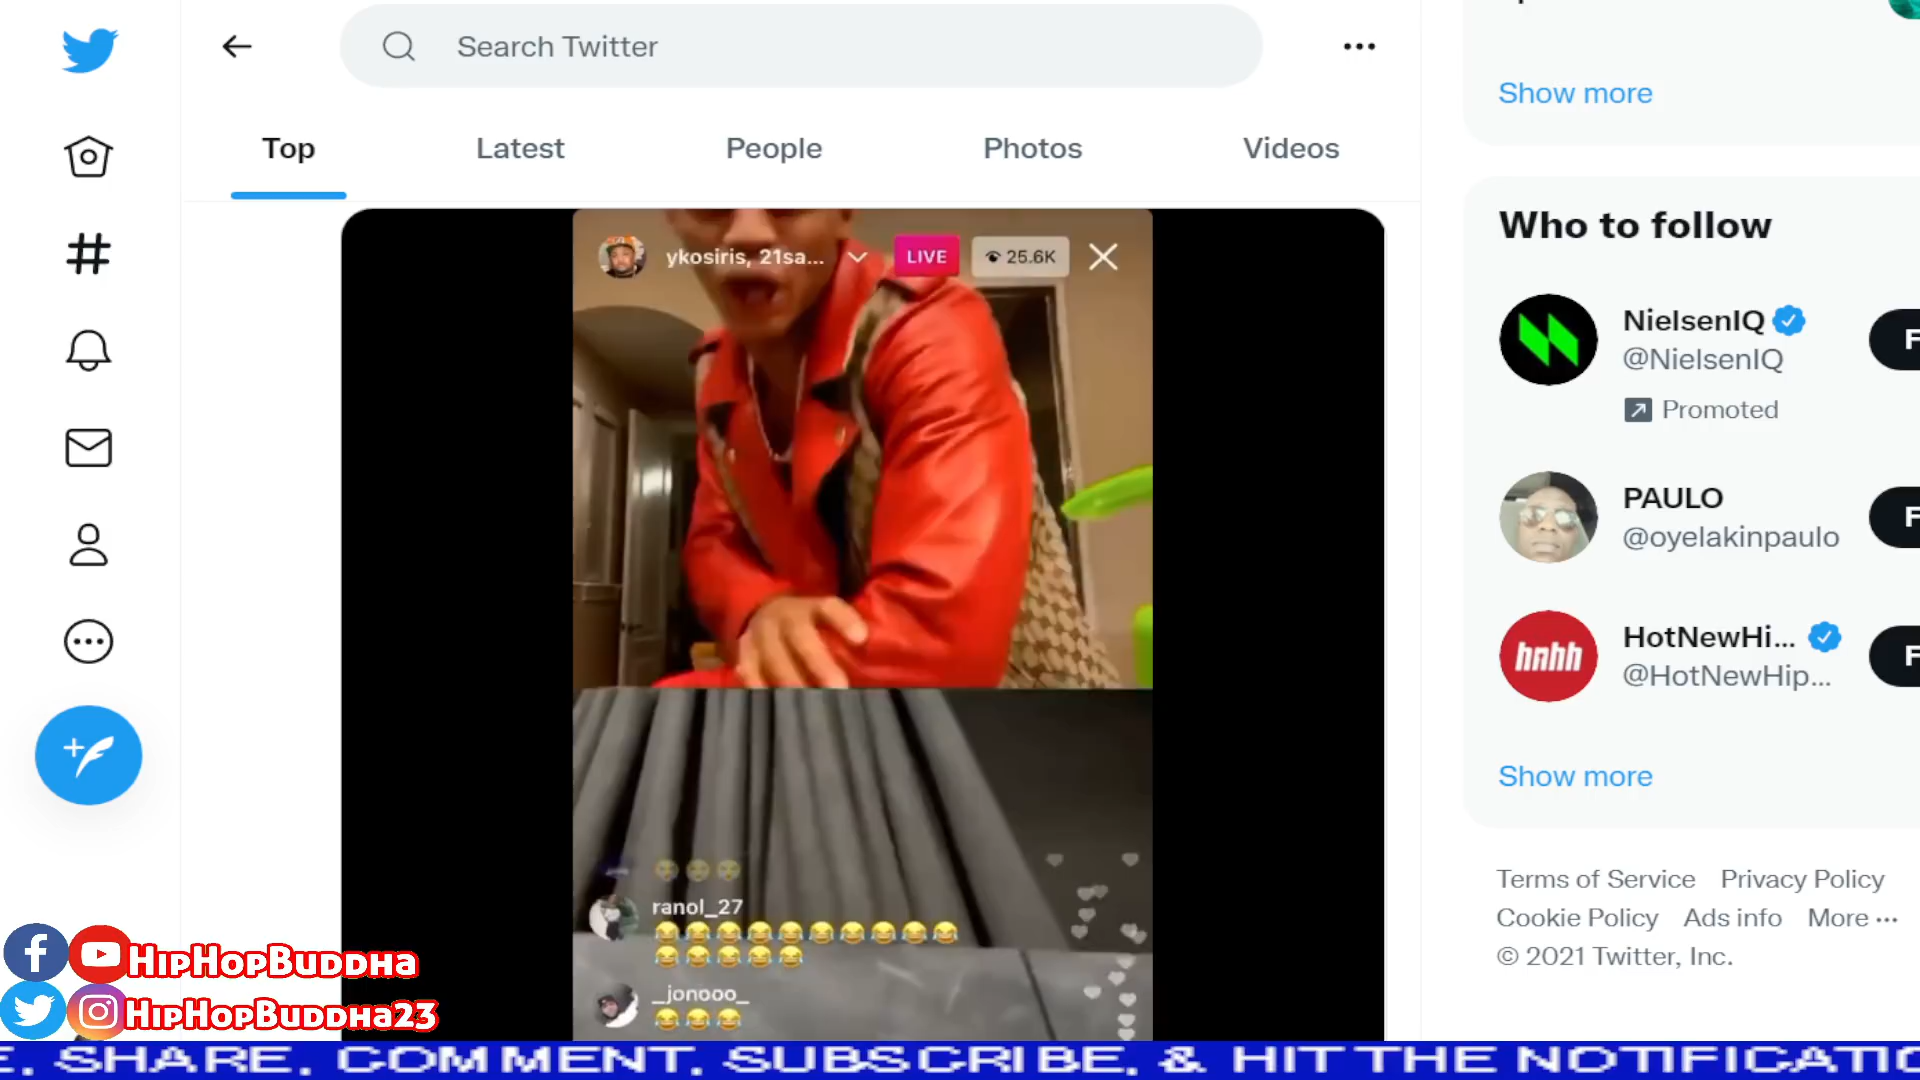 Search Twitter
Show more
Top
Latest
People
Photos
Videos
ykosiris, 21sa...
LIVE
25.6K
Who to follow
NielsenIQ
@NielsenIQ
Promoted
PAULO
@oyelakinpaulo
HotNewHi...
@HotNewHip...
hnhh
Show more
ranol_27
_jonooo_
Terms of Service Privacy Policy
Cookie Policy Ads info More
© 2021 Twitter, Inc.
HipHopBuddha
HipHopBuddha23
E. SHARE. COMMENT. SUBSCRIBE. & HIT THE NOTIFICATIO